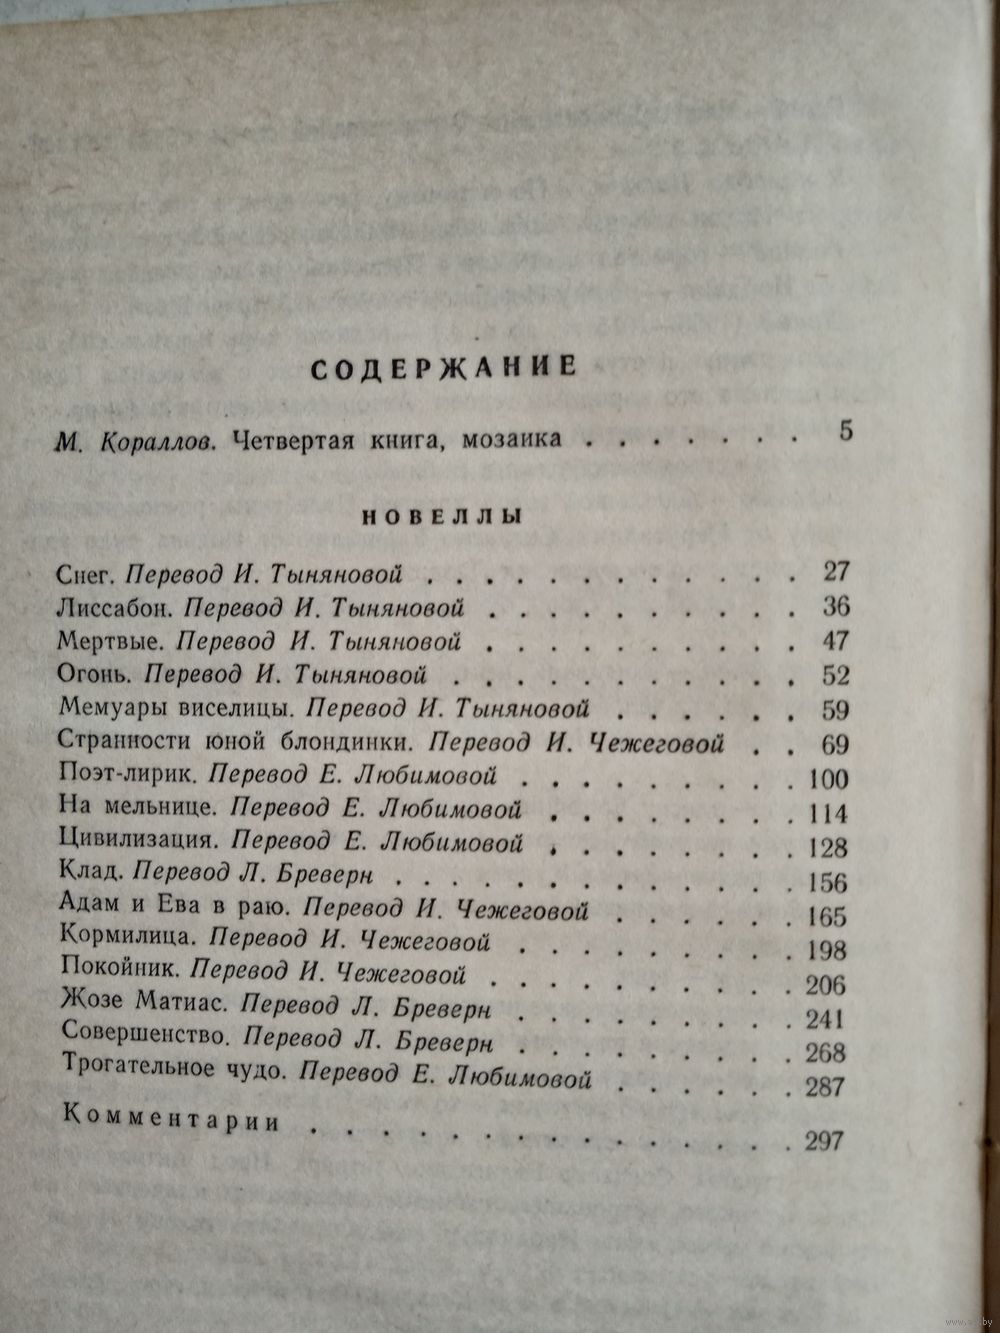 СОДЕРЖАНИЕ
М. Кораллов. Четвертая книга, мозаика . . . . . . . 5
НОВЕЛЛЫ
Снег. Перевод И. Тыняновой . . . . . . . . . . . . 27
Лиссабон. Перевод И. Тыняновой . . . . . . . . . . 36
Мертвые. Перевод И. Тыняновой . . . . . . . . . . 47
Огонь. Перевод И. Тыняновой . . . . . . . . . . . 52
Мемуары виселицы. Перевод И. Тыняновой . . . . . . 59
Странности юной блондинки. Перевод И. Чежеговой . . 69
Поэт-лирик. Перевод Е. Любимовой . . . . . . . . . 100
На мельнице. Перевод Е. Любимовой . . . . . . . . 114
Цивилизация. Перевод Е. Любимовой . . . . . . . . 128
Клад. Перевод Л. Бреверн . . . . . . . . . . . . . 156
Адам и Ева в раю. Перевод И. Чежеговой . . . . . . 165
Кормилица. Перевод И. Чежеговой . . . . . . . . . 198
Покойник. Перевод И. Чежеговой . . . . . . . . . . 206
Жозе Матиас. Перевод Л. Бреверн . . . . . . . . . 241
Совершенство. Перевод Л. Бреверн . . . . . . . . . 268
Трогательное чудо. Перевод Е. Любимовой . . . . . . 287
Комментарии . . . . . . . . . . . . . . . 297